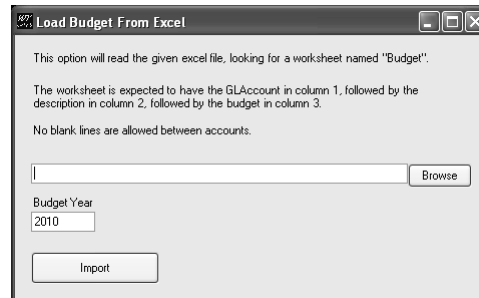 Load Budget From Excel
This option will read the given excel file, looking for a worksheet named "Budget".
The worksheet is expected to have the GLAccount in column 1, followed by the
description in column 2, followed by the budget in column 3.
No blank lines are allowed between accounts.
Browse
Budget Year
2010
Import